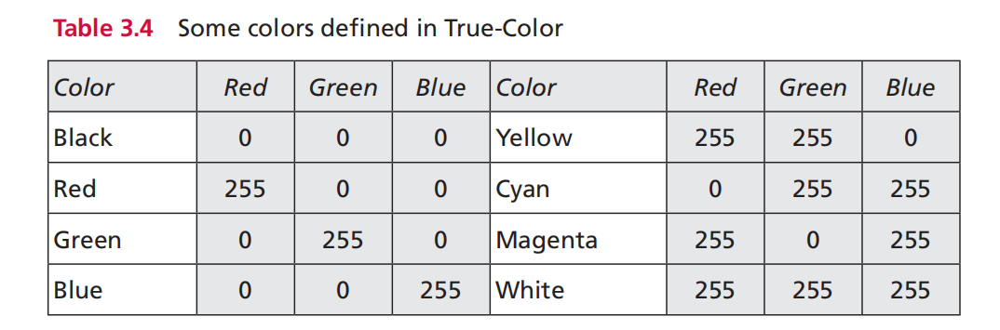 Table 3.4 Some colors defined in True-Color
Color Red Green Blue Color Red Green Blue
Black 0 0 0 Yellow 255 255 0
Red 255 0 0 Cyan 0 255 255
Green 0 255 0 Magenta 255 0 255
Blue 0 0 255 White 255 255 255